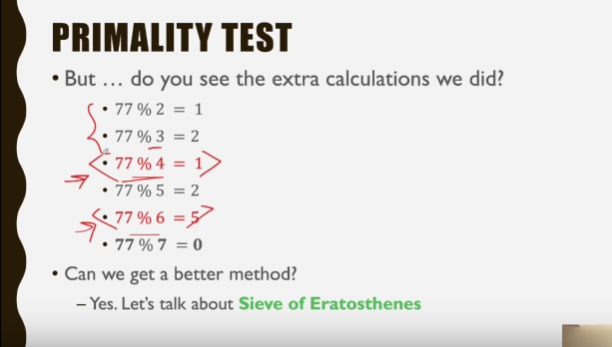 PRIMALITY TEST
• But … do you see the extra calculations we did?
• 77 % 2 = 1
• 77 % 3 = 2
• 77 % 4 = 1
• 77 % 5 = 2
• 77 % 6 = 5
• 77 % 7 = 0
• Can we get a better method?
– Yes. Let's talk about Sieve of Eratosthenes